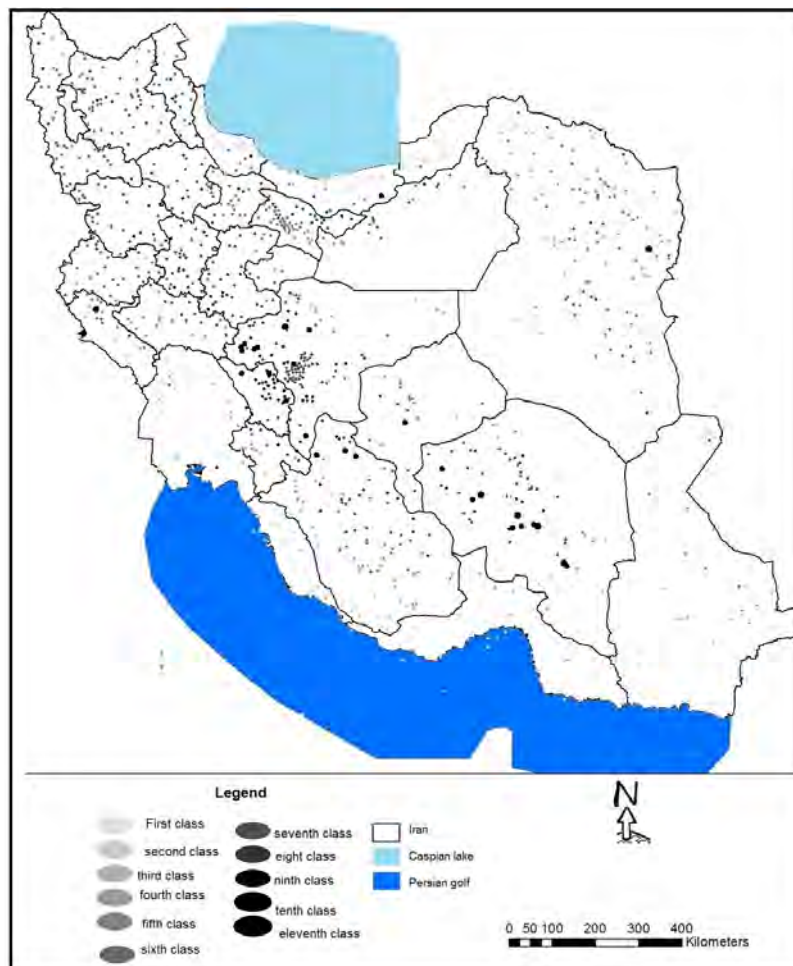 Legend
First class
second class
third class
fourth class
fifth class
sixth class
seventh class
eight class
ninth class
tenth class
eleventh class
Iran
Caspian lake
Persian golf
N
0 50 100 200 300 400
Kilometers